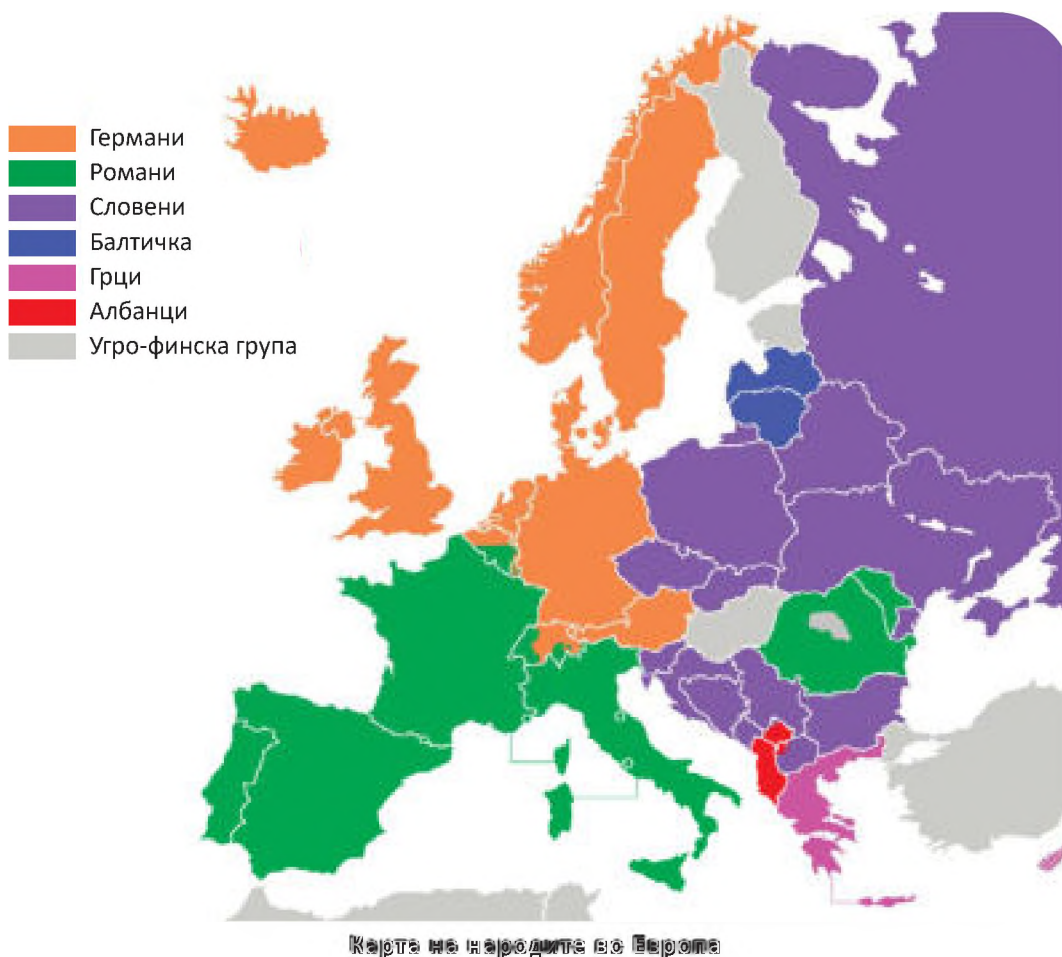 Германи
Романи
Словени
Балтичка
Грци
Албанци
Угро-финска група
Карта на народите во Европа